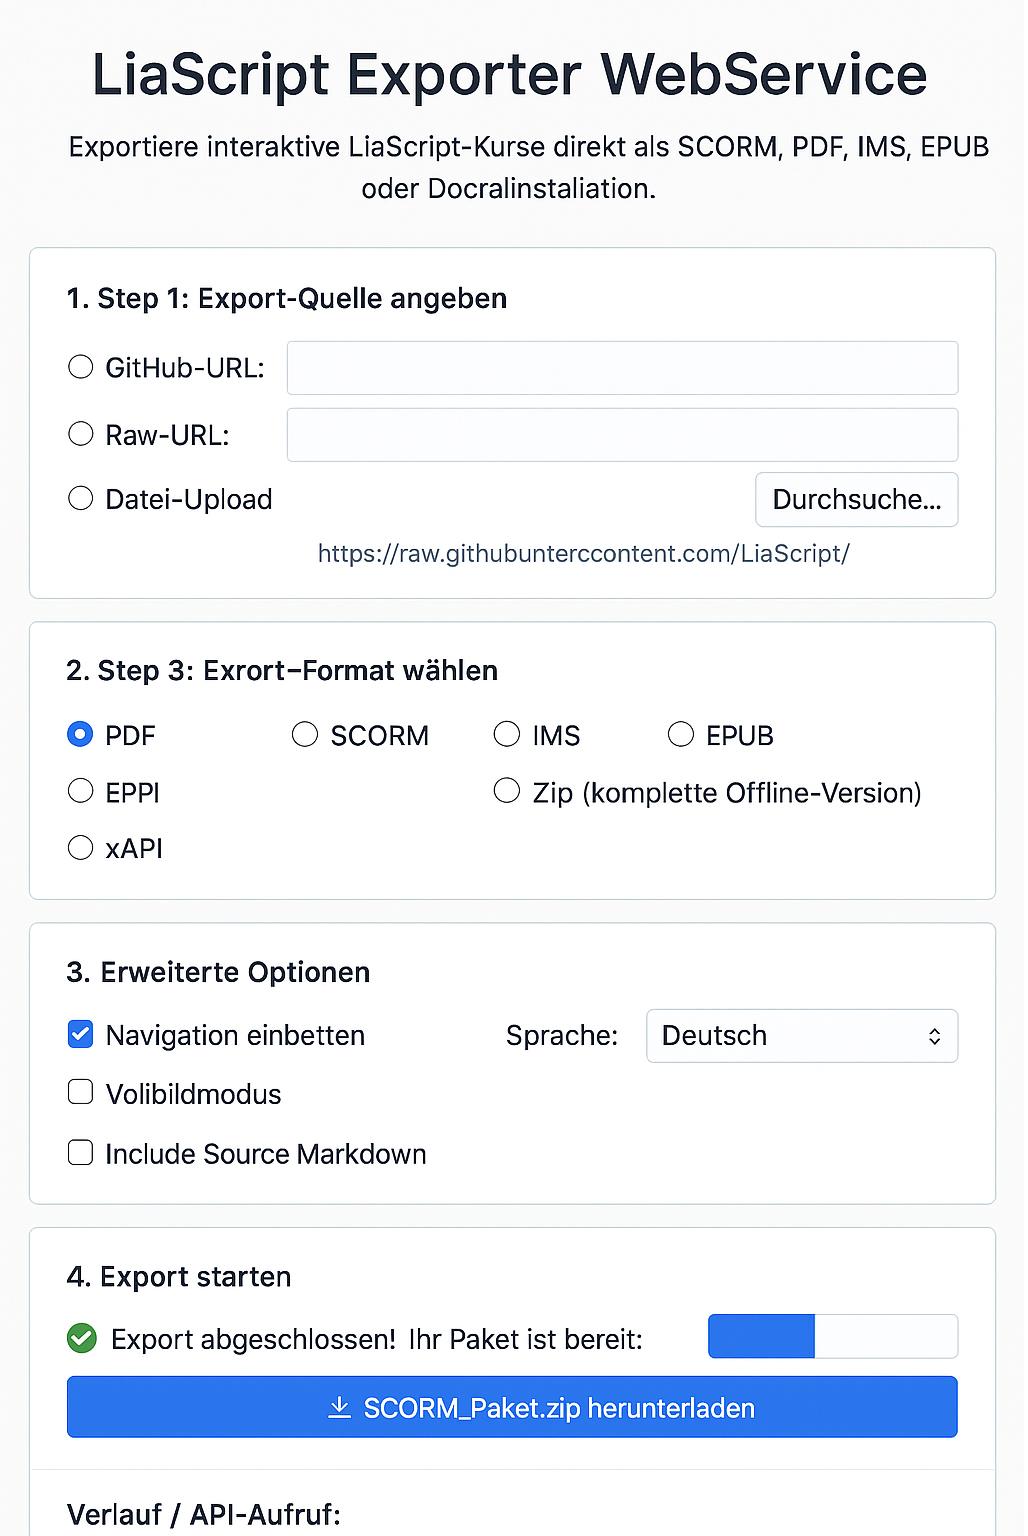 LiaScript Exporter WebService
Exportiere interaktive LiaScript-Kurse direkt als SCORM, PDF, IMS, EPUB
oder Docralinstaliation.
1. Step 1: Export-Quelle angeben
GitHub-URL:
Raw-URL:
Datei-Upload Durchsuche...
https://raw.githubunterccontent.com/LiaScript/
2. Step 3: Exrort-Format wählen
PDF SCORM IMS EPUB
EPPI Zip (komplette Offline-Version)
xAPI
3. Erweiterte Optionen
Navigation einbetten Sprache: Deutsch
Volibildmodus
Include Source Markdown
4. Export starten
Export abgeschlossen! Ihr Paket ist bereit:
SCORM_Paket.zip herunterladen
Verlauf / API-Aufruf: